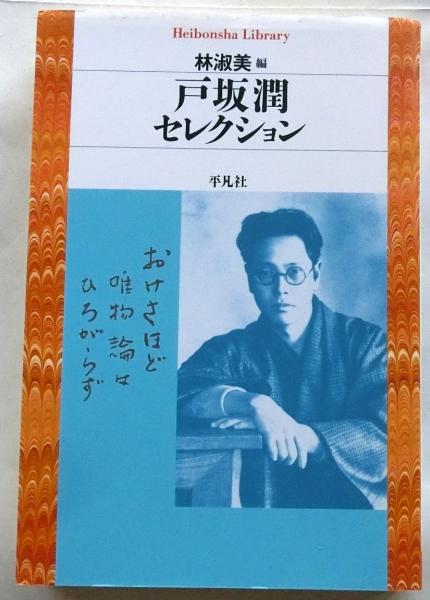 Heibonsha Library
林淑美 編
戸坂潤
セレクション
平凡社
おけさほど
唯物論は
ひろがらず